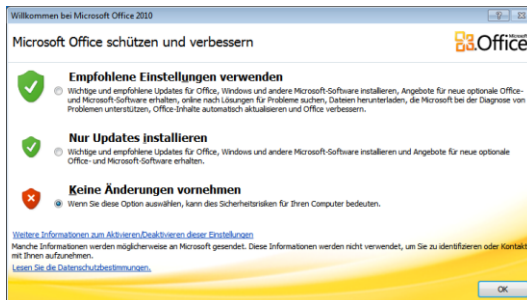 Willkommen bei Microsoft Office 2010
Microsoft Office schützen und verbessern
Office
Empfohlene Einstellungen verwenden
Wichtige und empfohlene Updates für Office, Windows und andere Microsoft-Software installieren, Angebote für neue optionale Office-
und Microsoft-Software erhalten, online nach Lösungen für Probleme suchen, Dateien herunterladen, die Microsoft bei der Diagnose von
Problemen unterstützen, Office-Inhalte automatisch aktualisieren und Office verbessern.
Nur Updates installieren
Wichtige und empfohlene Updates für Office, Windows und andere Microsoft-Software installieren und Angebote für neue optionale
Office- und Microsoft-Software erhalten.
Keine Änderungen vornehmen
Wenn Sie diese Option auswählen, kann dies Sicherheitsrisiken für Ihren Computer bedeuten.
Weitere Informationen zum Aktivieren/Deaktivieren dieser Einstellungen
Manche Informationen werden möglicherweise an Microsoft gesendet. Diese Informationen werden nicht verwendet, um Sie zu identifizieren oder Kontakt
mit Ihnen aufzunehmen.
Lesen Sie die Datenschutzbestimmungen.
OK